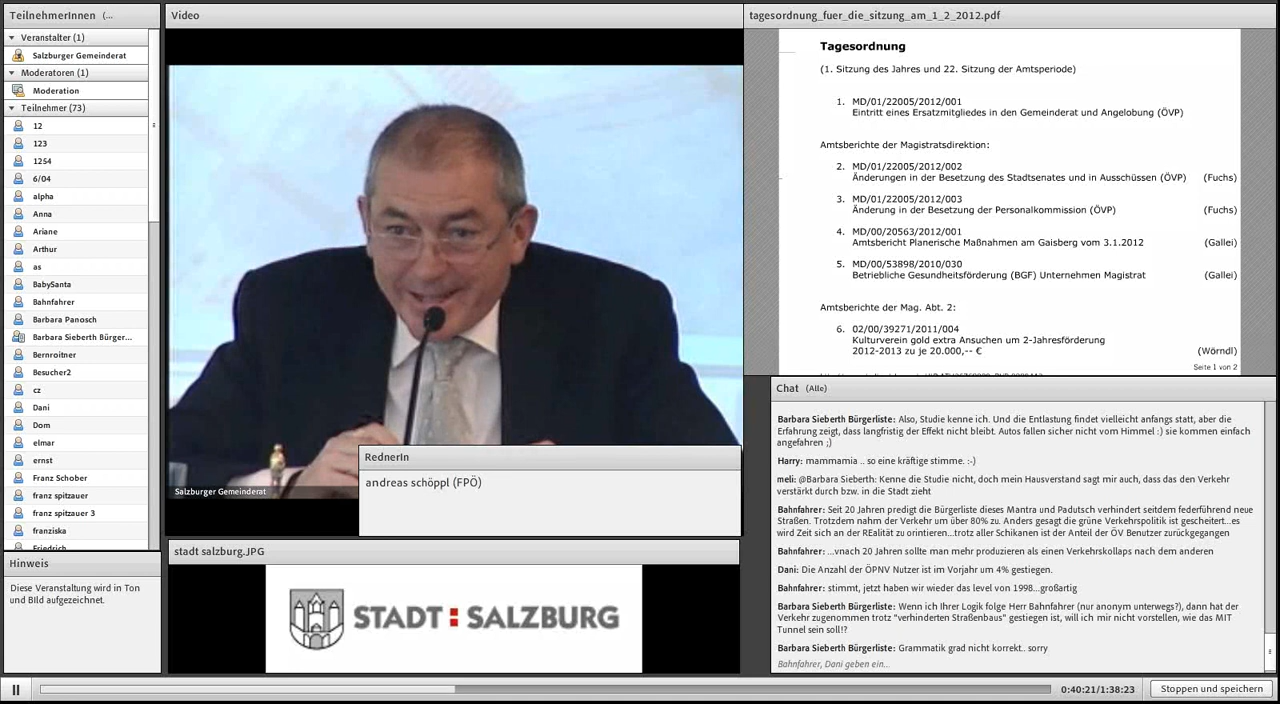 TeilnehmerInnen (...
Veranstalter (1)
Salzburger Gemeinderat
Moderatoren (1)
Moderation
Teilnehmer (73)
12
123
1254
6/04
alpha
Anna
Ariane
Arthur
as
BabySanta
Bahnfahrer
Barbara Panosch
Barbara Sieberth Bürger...
Bernroitner
Besucher2
cz
Dani
Dom
elmar
ernst
Franz Schober
franz spitzauer
franz spitzauer 3
franziska
Friedrich
Hinweis
Diese Veranstaltung wird in Ton
und BIld aufgezeichnet.
Video
Salzburger Gemeinderat
RednerIn
andreas schöppl (FPÖ)
stadt salzburg.JPG
STADT : SALZBURG
tagesordnung_fuer_die_sitzung_am_1_2_2012.pdf
Tagesordnung
(1. Sitzung des Jahres und 22. Sitzung der Amtsperiode)
1. MD/01/22005/2012/001
Eintritt eines Ersatzmitgliedes in den Gemeinderat und Angelobung (ÖVP)
Amtsberichte der Magistratsdirektion:
2. MD/01/22005/2012/002
Änderungen in der Besetzung des Stadtsenates und in Ausschüssen (ÖVP) (Fuchs)
3. MD/01/22005/2012/003
Änderung in der Besetzung der Personalkommission (ÖVP) (Fuchs)
4. MD/00/20563/2012/001
Amtsbericht Planerische Maßnahmen am Gaisberg vom 3.1.2012 (Gallei)
5. MD/00/53898/2010/030
Betriebliche Gesundheitsförderung (BGF) Unternehmen Magistrat (Gallei)
Amtsberichte der Mag. Abt. 2:
6. 02/00/39271/2011/004
Kulturverein gold extra Ansuchen um 2-Jahresförderung
2012-2013 zu je 20.000,-- € (Wörndl)
Seite 1 von 2
Chat (Alle)
Barbara Sieberth Bürgerliste: Also, Studie kenne ich. Und die Entlastung findet vielleicht anfangs statt, aber die
Erfahrung zeigt, dass langfristig der Effekt nicht bleibt. Autos fallen sicher nicht vom Himmel :) sie kommen einfach
angefahren ;)
Harry: mammamia .. so eine kräftige stimme. :-)
meli: @Barbara Sieberth: Kenne die Studie nicht, doch mein Hausverstand sagt mir auch, dass das den Verkehr
verstärkt durch bzw. in die Stadt zieht
Bahnfahrer: Seit 20 Jahren predigt die Bürgerliste dieses Mantra und Padutsch verhindert seitdem federführend neue
Straßen. Trotzdem nahm der Verkehr um über 80% zu. Anders gesagt die grüne Verkehrspolitik ist gescheitert...es
wird Zeit sich an der REalität zu orintieren...trotz aller Schikanen ist der Anteil der ÖV Benutzer zurückgegangen
Bahnfahrer: ...vnach 20 Jahren sollte man mehr produzieren als einen Verkehrskollaps nach dem anderen
Dani: Die Anzahl der ÖPNV Nutzer ist im Vorjahr um 4% gestiegen.
Bahnfahrer: stimmt, jetzt haben wir wieder das level von 1998...großartig
Barbara Sieberth Bürgerliste: Wenn ich Ihrer Logik folge Herr Bahnfahrer (nur anonym unterwegs?), dann hat der
Verkehr zugenommen trotz "verhinderten Straßenbaus" gestiegen ist, will ich mir nicht vorstellen, wie das MIT
Tunnel sein soll!?
Barbara Sieberth Bürgerliste: Grammatik grad nicht korrekt.. sorry
Bahnfahrer, Dani geben ein...
0:40:21/1:38:23
Stoppen und speichern